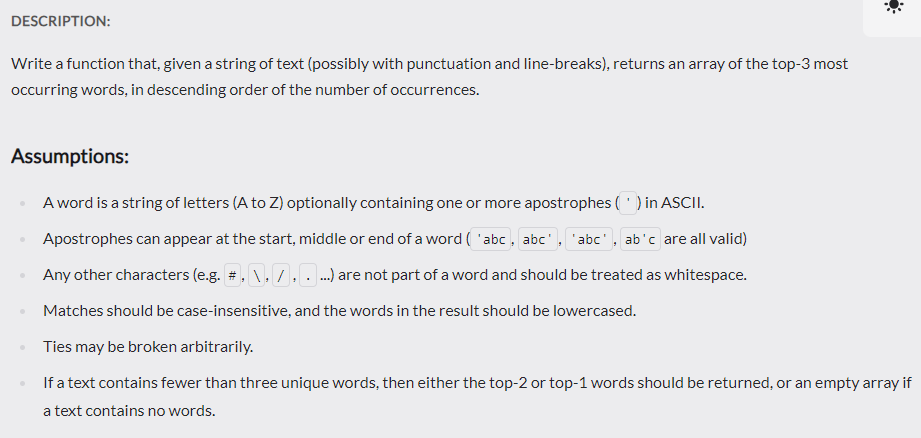 DESCRIPTION:
Write a function that, given a string of text (possibly with punctuation and line-breaks), returns an array of the top-3 most
occurring words, in descending order of the number of occurrences.
Assumptions:
A word is a string of letters (A to Z) optionally containing one or more apostrophes ( ' ) in ASCII.
Apostrophes can appear at the start, middle or end of a word ( 'abc , abc' , 'abc' , ab'c are all valid)
Any other characters (e.g. # , \ , / , . ...) are not part of a word and should be treated as whitespace.
Matches should be case-insensitive, and the words in the result should be lowercased.
Ties may be broken arbitrarily.
If a text contains fewer than three unique words, then either the top-2 or top-1 words should be returned, or an empty array if
a text contains no words.